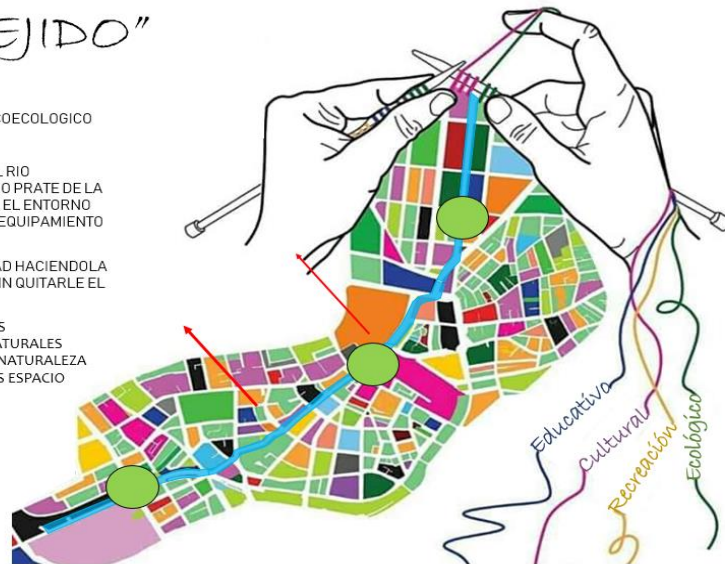 EJIDO”
OECOLOGICO
L RIO
O PRATE DE LA
EL ENTORNO
EQUIPAMIENTO
AD HACIENDOLA
IN QUITARLE EL
S
ATURALES
NATURALEZA
S ESPACIO
Educativo
Cultural
Recreación
Ecológico